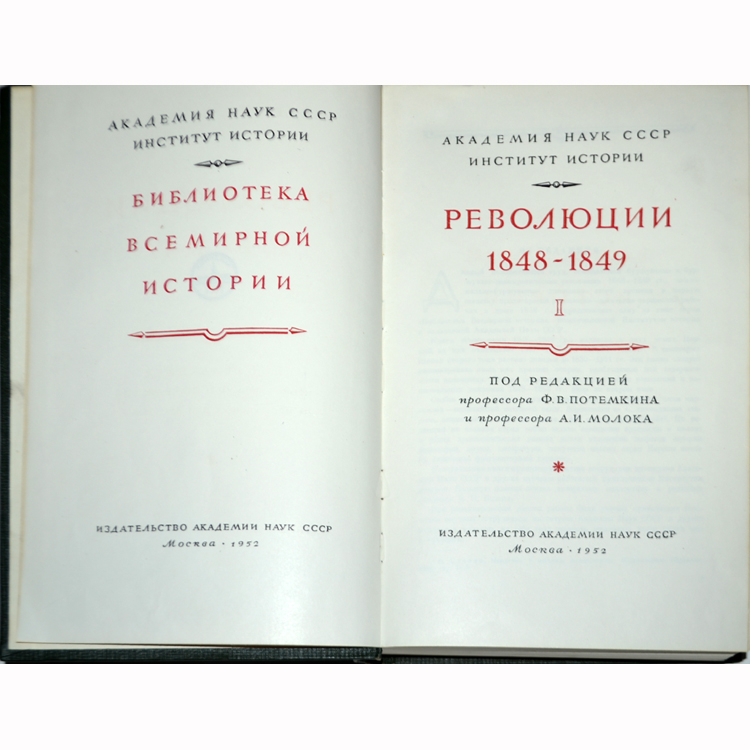 АКАДЕМИЯ НАУК СССР
ИНСТИТУТ ИСТОРИИ
БИБЛИОТЕКА
ВСЕМИРНОЙ
ИСТОРИИ
ИЗДАТЕЛЬСТВО АКАДЕМИИ НАУК СССР
Москва · 1952
АКАДЕМИЯ НАУК СССР
ИНСТИТУТ ИСТОРИИ
РЕВОЛЮЦИИ
1848-1849
I
ПОД РЕДАКЦИЕЙ
профессора Ф.В.ПОТЕМКИНА
и профессора А.И.МОЛОКА
*
ИЗДАТЕЛЬСТВО АКАДЕМИИ НАУК СССР
Москва · 1952